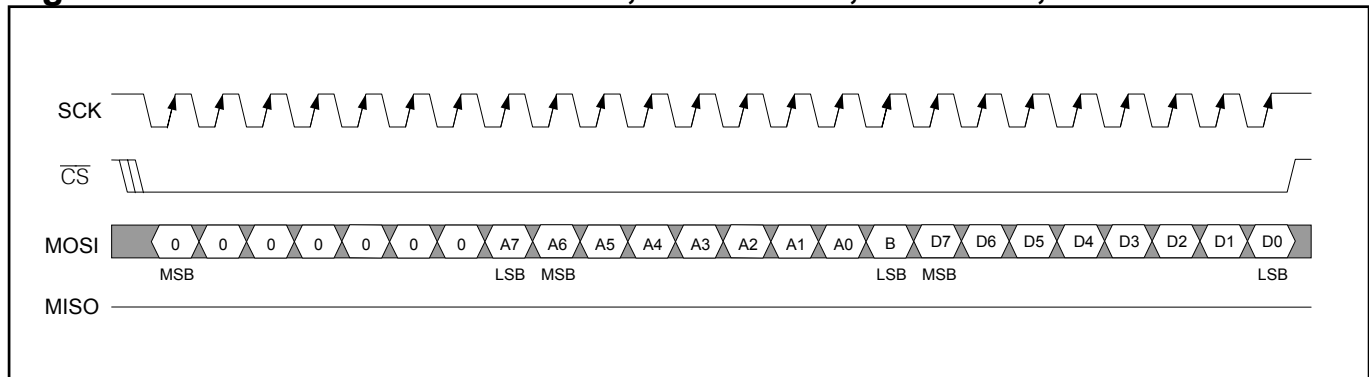 SCK
CS
MOSI 0 0 0 0 0 0 0 A7 A6 A5 A4 A3 A2 A1 A0 B D7 D6 D5 D4 D3 D2 D1 D0
MSB LSB MSB LSB MSB LSB
MISO